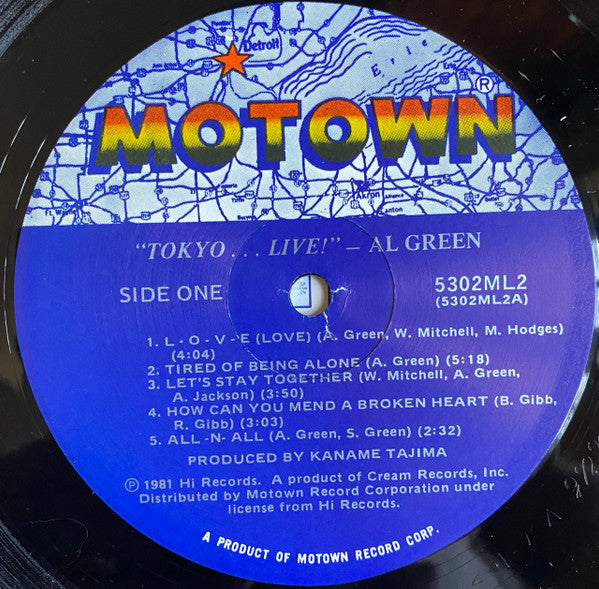 Detroit
Erie
MOTOWN®
Akron
Alliance
Canton
"TOKYO . . . LIVE!" – AL GREEN
SIDE ONE
5302ML2
(5302ML2A)
1. L - O - V - E (LOVE) (A. Green, W. Mitchell, M. Hodges)
(4:04)
2. TIRED OF BEING ALONE (A. Green) (5:18)
3. LET'S STAY TOGETHER (W. Mitchell, A. Green,
A. Jackson) (3:50)
4. HOW CAN YOU MEND A BROKEN HEART (B. Gibb,
R. Gibb) (3:03)
5. ALL -N- ALL (A. Green, S. Green) (2:32)
PRODUCED BY KANAME TAJIMA
℗ 1981 Hi Records. A product of Cream Records, Inc.
Distributed by Motown Record Corporation under
license from Hi Records.
A PRODUCT OF MOTOWN RECORD CORP.